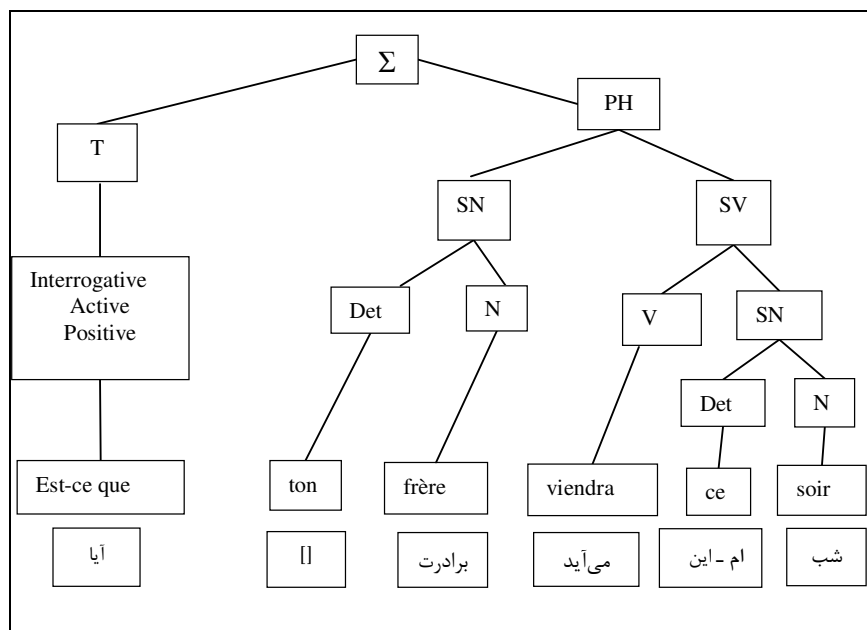 Σ
PH
T
SN
SV
Interrogative
Active
Positive
Det
N
V
SN
Det
N
Est-ce que
ton
frère
viendra
ce
soir
آیا
[]
برادرت
می‌آید
ام ـ این
شب